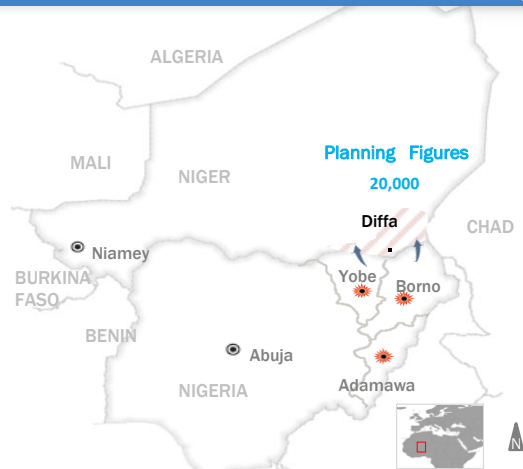 ALGERIA
Planning Figures
20,000
MALI
NIGER
Diffa
CHAD
Niamey
BURKINA
FASO
Yobe
Borno
BENIN
Abuja
NIGERIA
Adamawa
N